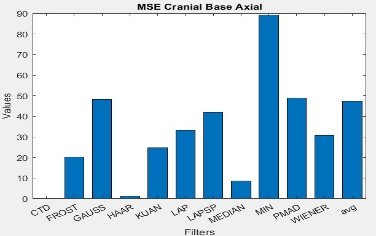 MSE Cranial Base Axial
90
80
70
60
50
40
30
20
10
0
Values
CTD FROST GAUSS HAAR KUAN LAP LAPSP MEDIAN MIN PMAD WIENER avg
Filters